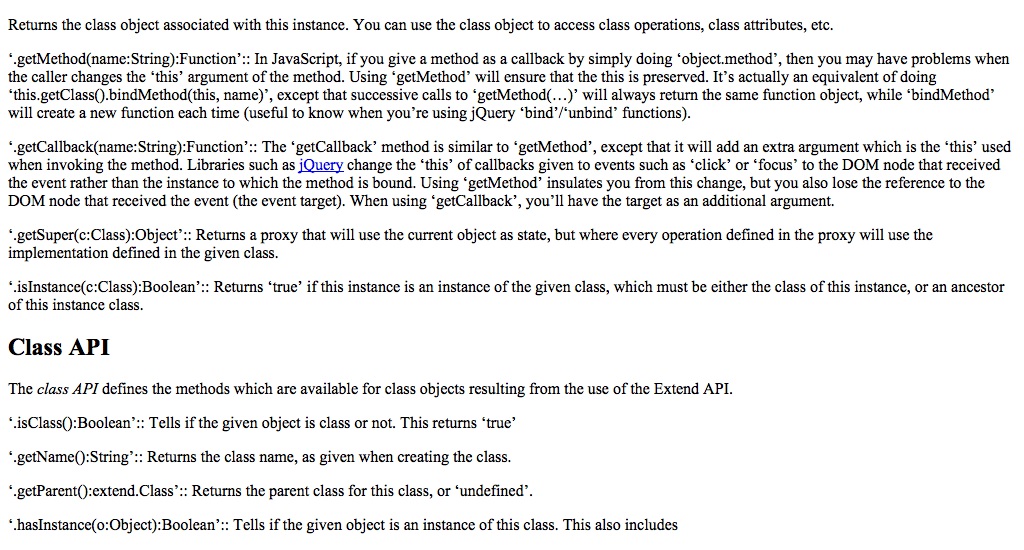 Returns the class object associated with this instance. You can use the class object to access class operations, class attributes, etc.
‘.getMethod(name:String):Function’:: In JavaScript, if you give a method as a callback by simply doing ‘object.method’, then you may have problems when
the caller changes the ‘this’ argument of the method. Using ‘getMethod’ will ensure that the this is preserved. It’s actually an equivalent of doing
‘this.getClass().bindMethod(this, name)’, except that successive calls to ‘getMethod(…)’ will always return the same function object, while ‘bindMethod’
will create a new function each time (useful to know when you’re using jQuery ‘bind’/‘unbind’ functions).
‘.getCallback(name:String):Function’:: The ‘getCallback’ method is similar to ‘getMethod’, except that it will add an extra argument which is the ‘this’ used
when invoking the method. Libraries such as jQuery change the ‘this’ of callbacks given to events such as ‘click’ or ‘focus’ to the DOM node that received
the event rather than the instance to which the method is bound. Using ‘getMethod’ insulates you from this change, but you also lose the reference to the
DOM node that received the event (the event target). When using ‘getCallback’, you’ll have the target as an additional argument.
‘.getSuper(c:Class):Object’:: Returns a proxy that will use the current object as state, but where every operation defined in the proxy will use the
implementation defined in the given class.
‘.isInstance(c:Class):Boolean’:: Returns ‘true’ if this instance is an instance of the given class, which must be either the class of this instance, or an ancestor
of this instance class.
Class API
The class API defines the methods which are available for class objects resulting from the use of the Extend API.
‘.isClass():Boolean’:: Tells if the given object is class or not. This returns ‘true’
‘.getName():String’:: Returns the class name, as given when creating the class.
‘.getParent():extend.Class’:: Returns the parent class for this class, or ‘undefined’.
‘.hasInstance(o:Object):Boolean’:: Tells if the given object is an instance of this class. This also includes